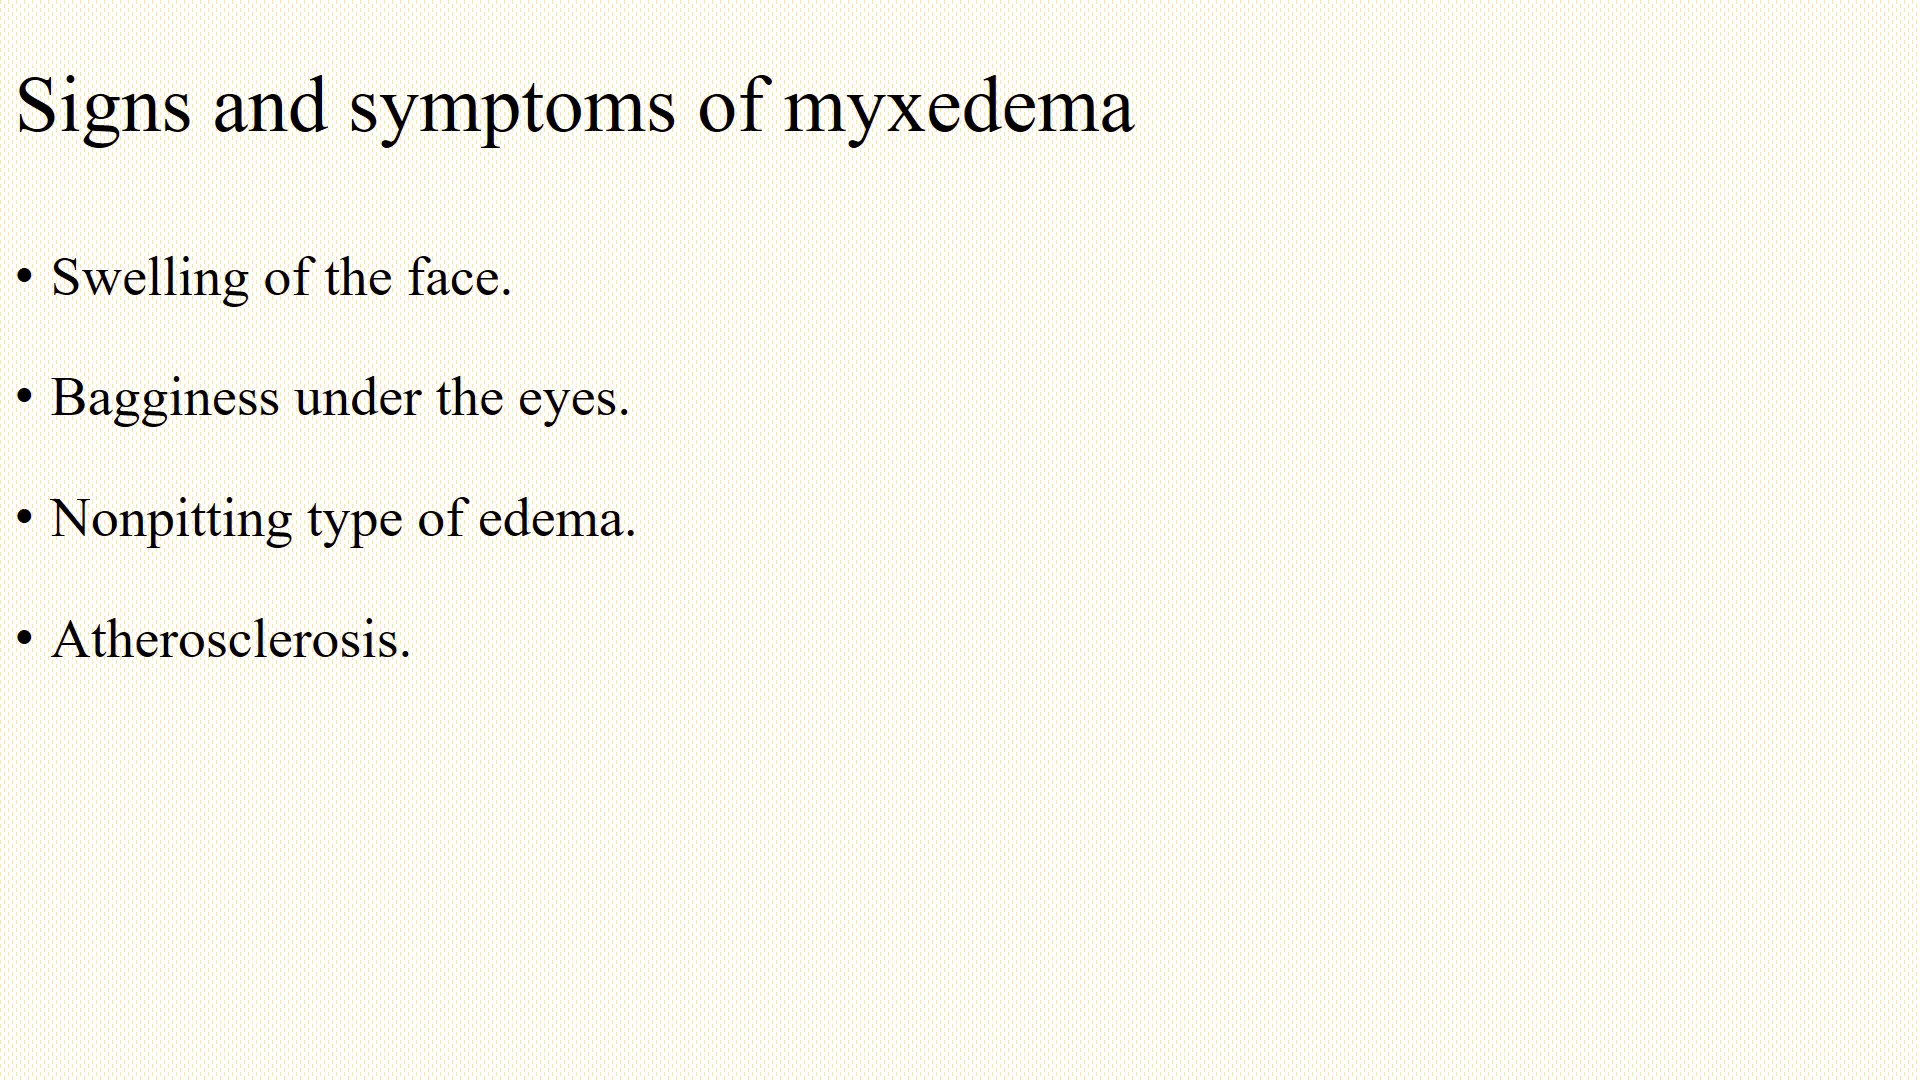 Signs and symptoms of myxedema
• Swelling of the face.
• Bagginess under the eyes.
• Nonpitting type of edema.
• Atherosclerosis.